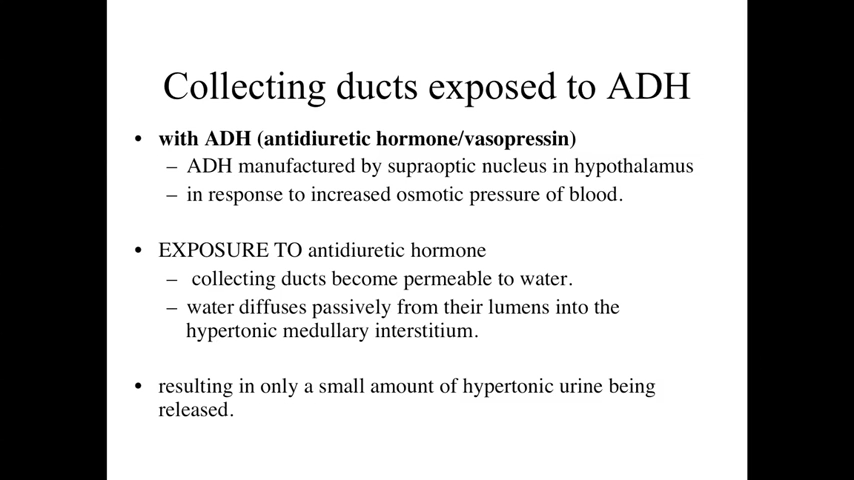 Collecting ducts exposed to ADH
• with ADH (antidiuretic hormone/vasopressin)
– ADH manufactured by supraoptic nucleus in hypothalamus
– in response to increased osmotic pressure of blood.
• EXPOSURE TO antidiuretic hormone
– collecting ducts become permeable to water.
– water diffuses passively from their lumens into the
hypertonic medullary interstitium.
• resulting in only a small amount of hypertonic urine being
released.